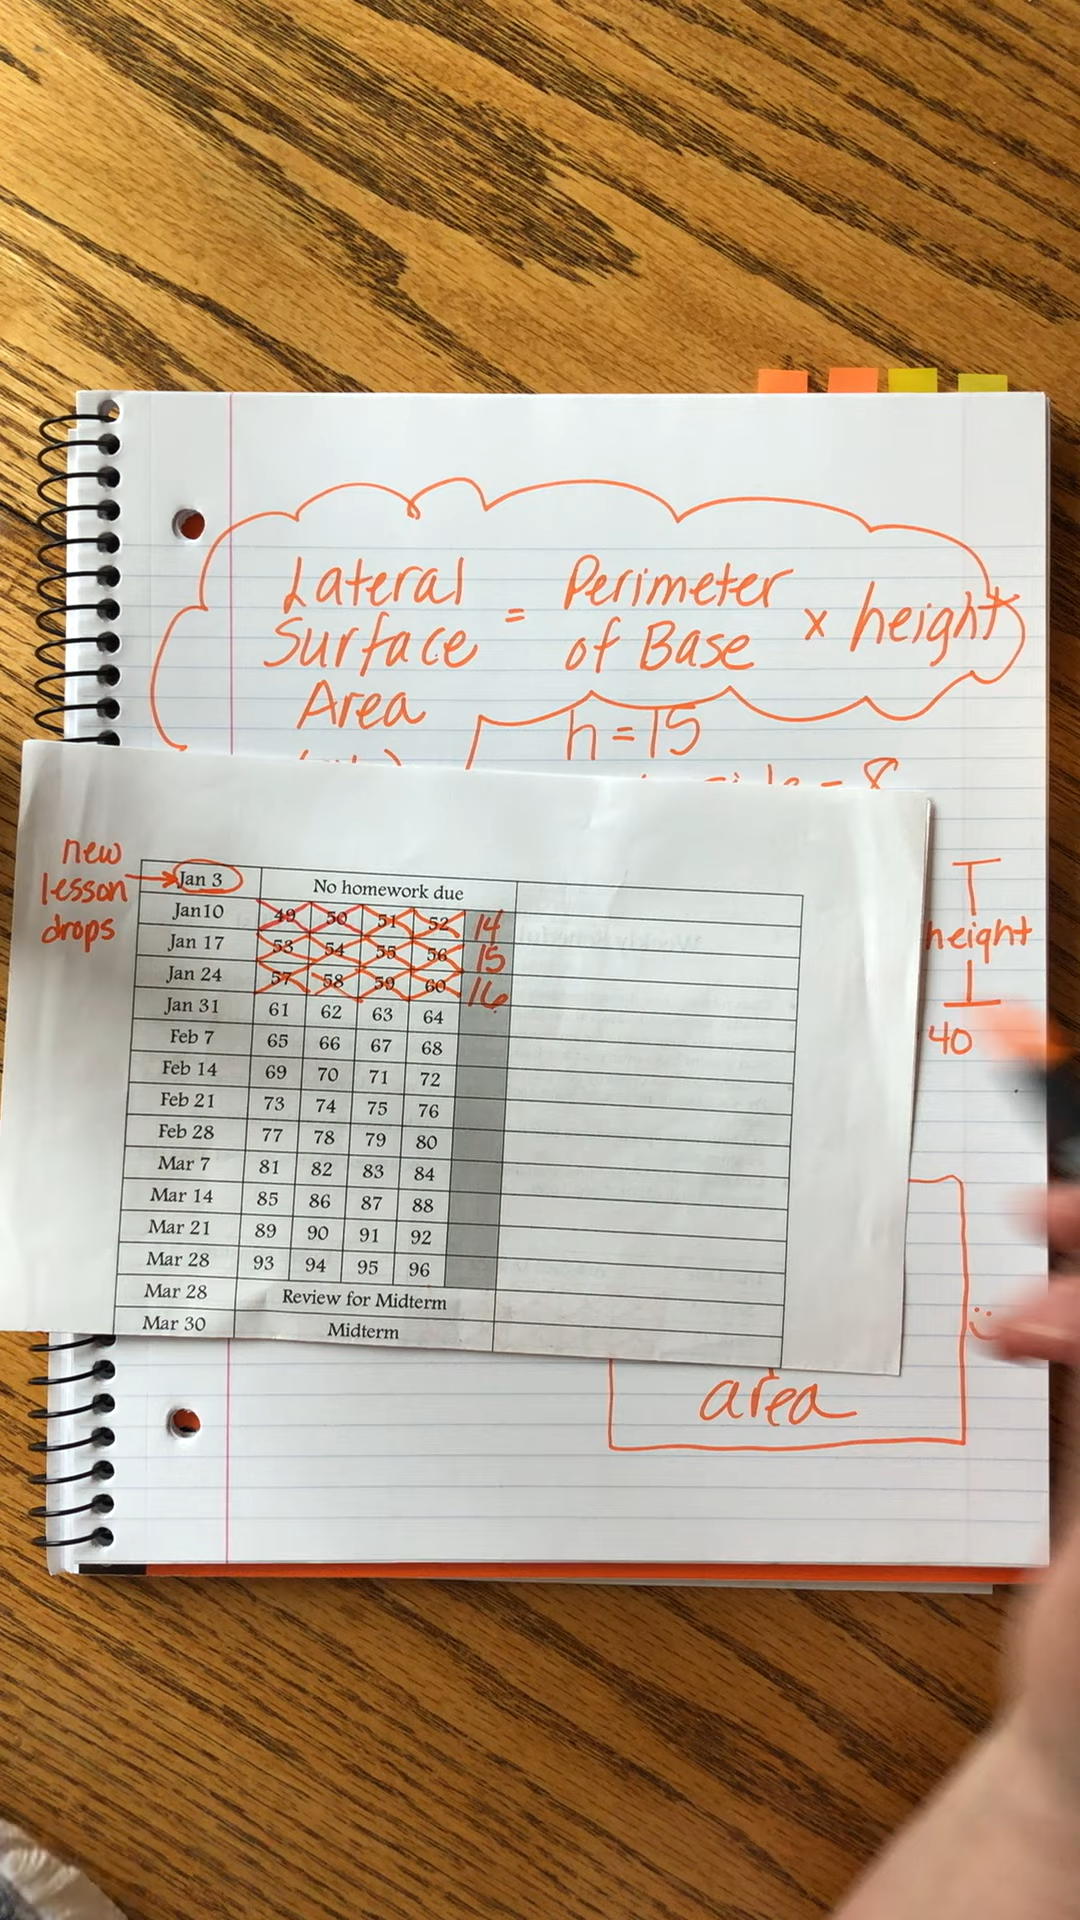 Lateral Surface Area = Perimeter of Base x height
h = 15
side = 8
new lesson drops
Jan 3 No homework due
Jan10 49 50 51 52 14
Jan 17 53 54 55 56 15
Jan 24 57 58 59 60 16
Jan 31 61 62 63 64
Feb 7 65 66 67 68
Feb 14 69 70 71 72
Feb 21 73 74 75 76
Feb 28 77 78 79 80
Mar 7 81 82 83 84
Mar 14 85 86 87 88
Mar 21 89 90 91 92
Mar 28 93 94 95 96
Mar 28 Review for Midterm
Mar 30 Midterm
height
40
area